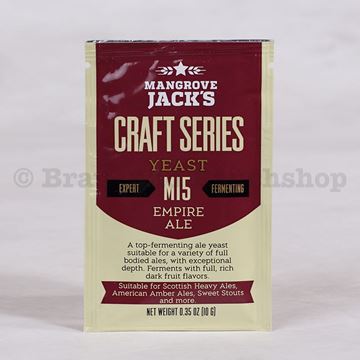 MANGROVE
JACK'S
CRAFT SERIES
YEAST
EXPERT M15 FERMENTING
EMPIRE
ALE
A top-fermenting ale yeast
suitable for a variety of full
bodied ales, with exceptional
depth. Ferments with full, rich
dark fruit flavors.
Suitable for Scottish Heavy Ales,
American Amber Ales, Sweet Stouts
and more.
NET WEIGHT 0.35 OZ (10 G)